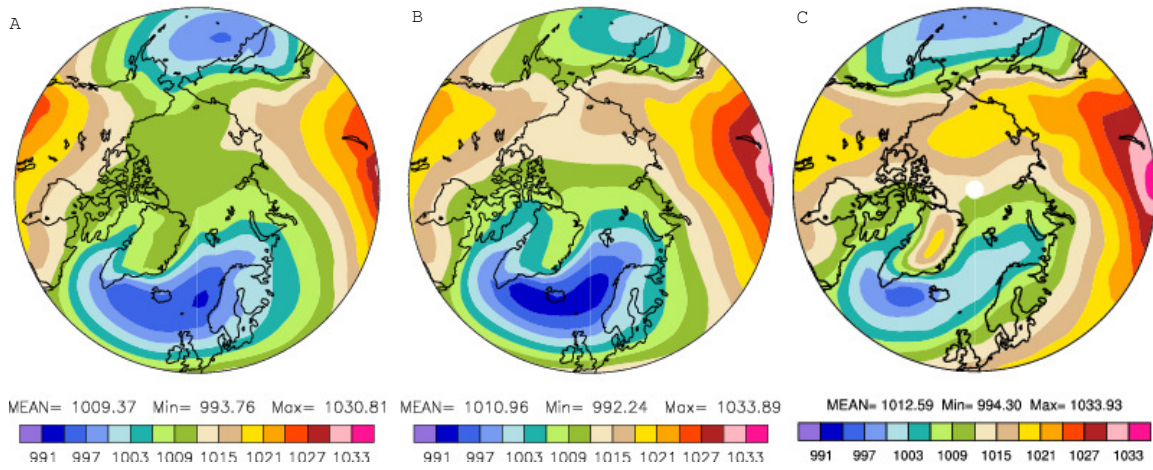 A B C
MEAN= 1009.37 Min= 993.76 Max= 1030.81
MEAN= 1010.96 Min= 992.24 Max= 1033.89
MEAN= 1012.59 Min= 994.30 Max= 1033.93
991 997 1003 1009 1015 1021 1027 1033
991 997 1003 1009 1015 1021 1027 1033
991 997 1003 1009 1015 1021 1027 1033